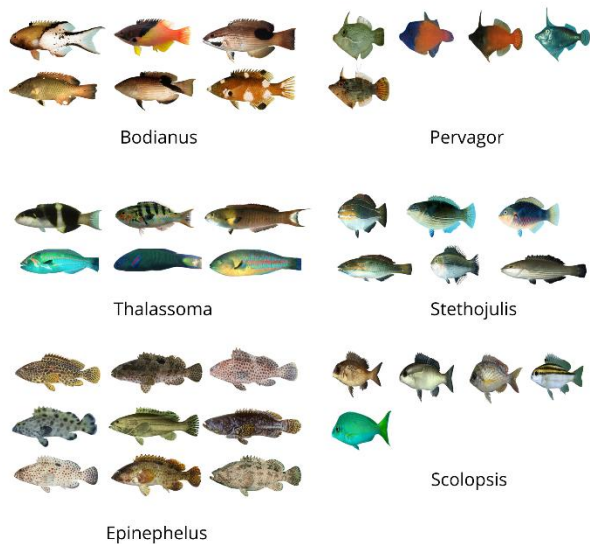 Bodianus
Pervagor
Thalassoma
Stethojulis
Epinephelus
Scolopsis